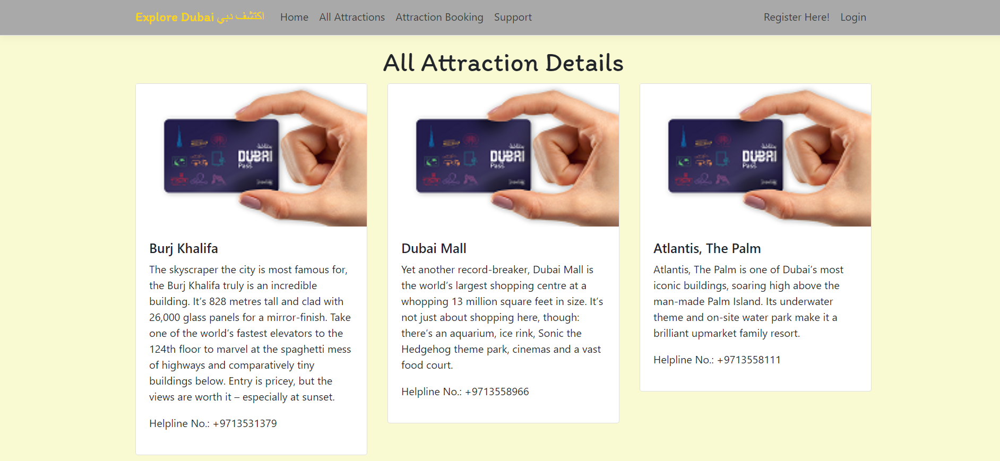 Explore Dubai اكتشف دبي Home All Attractions Attraction Booking Support Register Here! Login
All Attraction Details
DUBAI
Pass
Burj Khalifa
The skyscraper the city is most famous for,
the Burj Khalifa truly is an incredible
building. It’s 828 metres tall and clad with
26,000 glass panels for a mirror-finish. Take
one of the world’s fastest elevators to the
124th floor to marvel at the spaghetti mess
of highways and comparatively tiny
buildings below. Entry is pricey, but the
views are worth it – especially at sunset.
Helpline No.: +9713531379
DUBAI
Pass
Dubai Mall
Yet another record-breaker, Dubai Mall is
the world’s largest shopping centre at a
whopping 13 million square feet in size. It’s
not just about shopping here, though:
there’s an aquarium, ice rink, Sonic the
Hedgehog theme park, cinemas and a vast
food court.
Helpline No.: +9713558966
DUBAI
Pass
Atlantis, The Palm
Atlantis, The Palm is one of Dubai’s most
iconic buildings, soaring high above the
man-made Palm Island. Its underwater
theme and on-site water park make it a
brilliant upmarket family resort.
Helpline No.: +9713558111